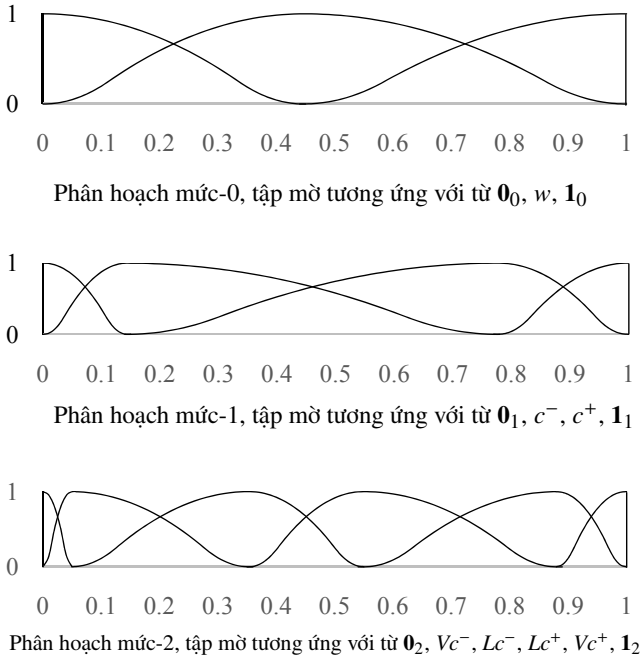 1
0
0 0.1 0.2 0.3 0.4 0.5 0.6 0.7 0.8 0.9 1
Phân hoạch mức-0, tập mờ tương ứng với từ 𝟎₀, w, 𝟏₀
1
0
0 0.1 0.2 0.3 0.4 0.5 0.6 0.7 0.8 0.9 1
Phân hoạch mức-1, tập mờ tương ứng với từ 𝟎₁, c⁻, c⁺, 𝟏₁
1
0
0 0.1 0.2 0.3 0.4 0.5 0.6 0.7 0.8 0.9 1
Phân hoạch mức-2, tập mờ tương ứng với từ 𝟎₂, Vc⁻, Lc⁻, Lc⁺, Vc⁺, 𝟏₂